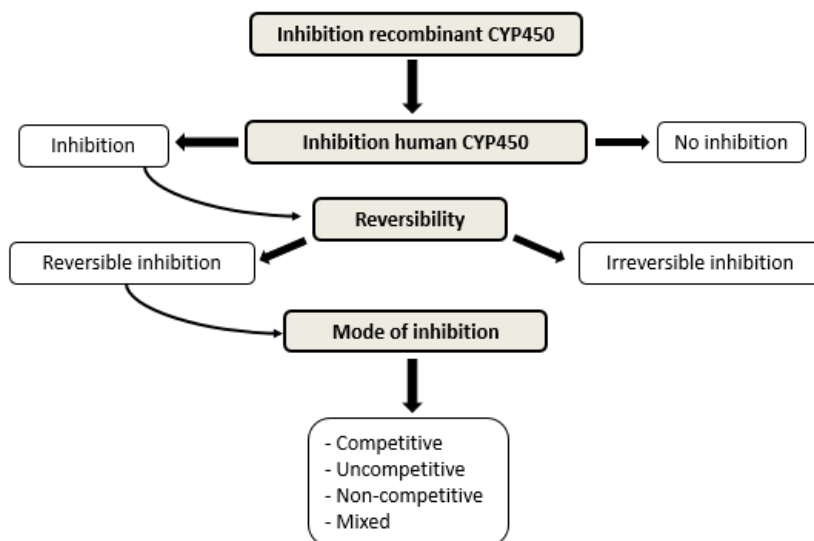 Inhibition recombinant CYP450
Inhibition
Inhibition human CYP450
No inhibition
Reversibility
Reversible inhibition
Irreversible inhibition
Mode of inhibition
- Competitive
- Uncompetitive
- Non-competitive
- Mixed